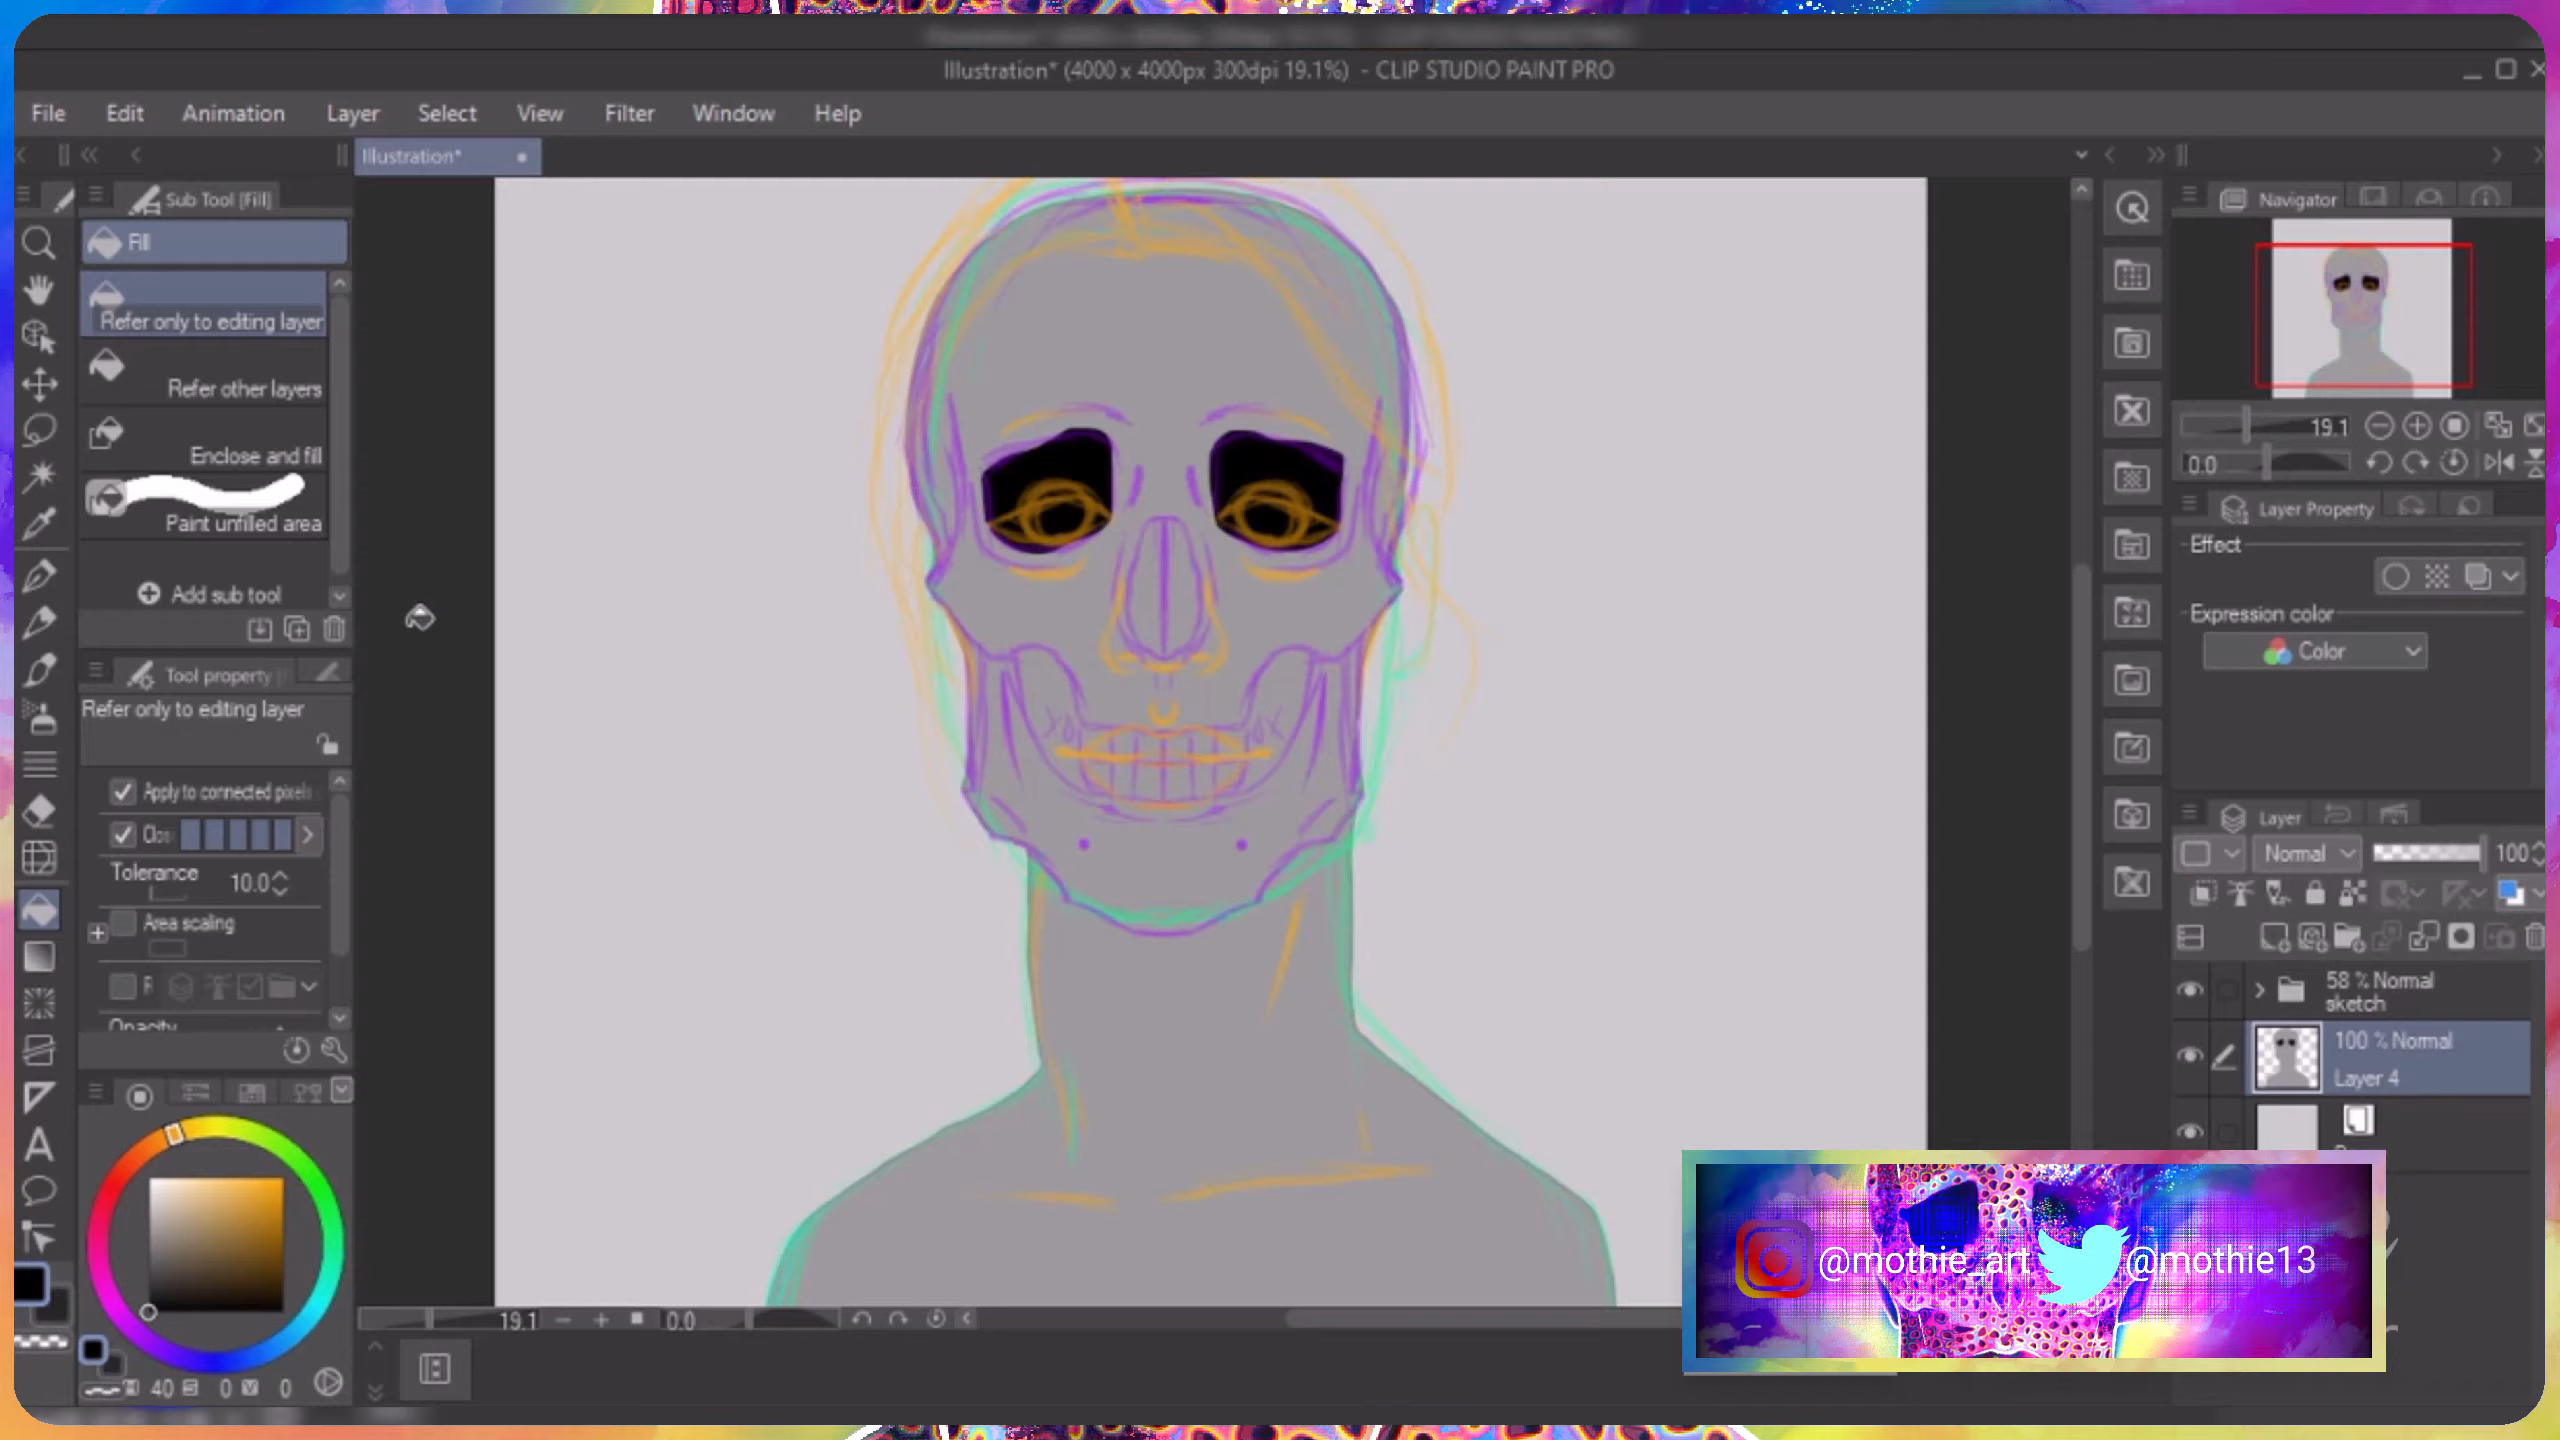 Illustration* (4000 x 4000px 300dpi 19.1%) - CLIP STUDIO PAINT PRO
File Edit Animation Layer Select View Filter Window Help
Illustration*
Sub Tool [Fill]
Fill
Refer only to editing layer
Refer other layers
Enclose and fill
Paint unfilled area
Add sub tool
Tool property
Refer only to editing layer
Apply to connected pixels
Clos
Tolerance 10.0
Area scaling
Opacity
40 0 0
19.1 0.0
Navigator
19.1
0.0
Layer Property
Effect
Expression color
Color
Layer
Normal 100
58 % Normal
sketch
100 % Normal
Layer 4
@mothie_art @mothie13